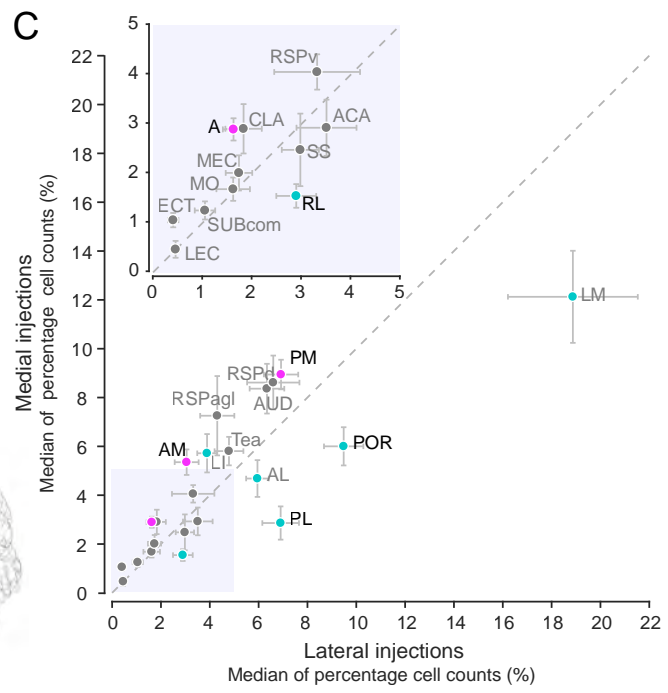 C
5
4
3
2
1
0
0
1
2
3
4
5
RSPv
A
CLA
ACA
SS
MEC
MO
RL
ECT
SUBcom
LEC
22
20
18
16
14
12
10
8
6
4
2
0
Medial injections
Median of percentage cell counts (%)
LM
PM
RSPd
AUD
RSPagl
Tea
AM
LI
POR
AL
PL
0
2
4
6
8
10
12
14
16
18
20
22
Lateral injections
Median of percentage cell counts (%)